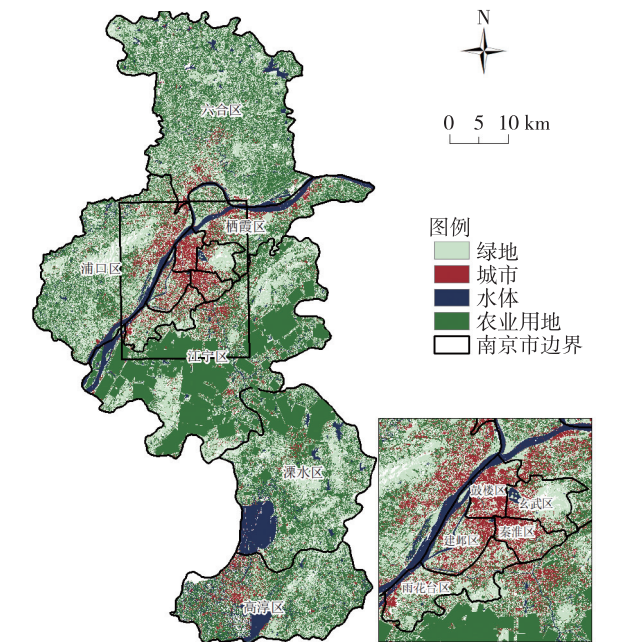 N
0 5 10 km
六合区
栖霞区
浦口区
江宁区
溧水区
高淳区
图例
绿地
城市
水体
农业用地
南京市边界
鼓楼区
玄武区
秦淮区
建邺区
雨花台区